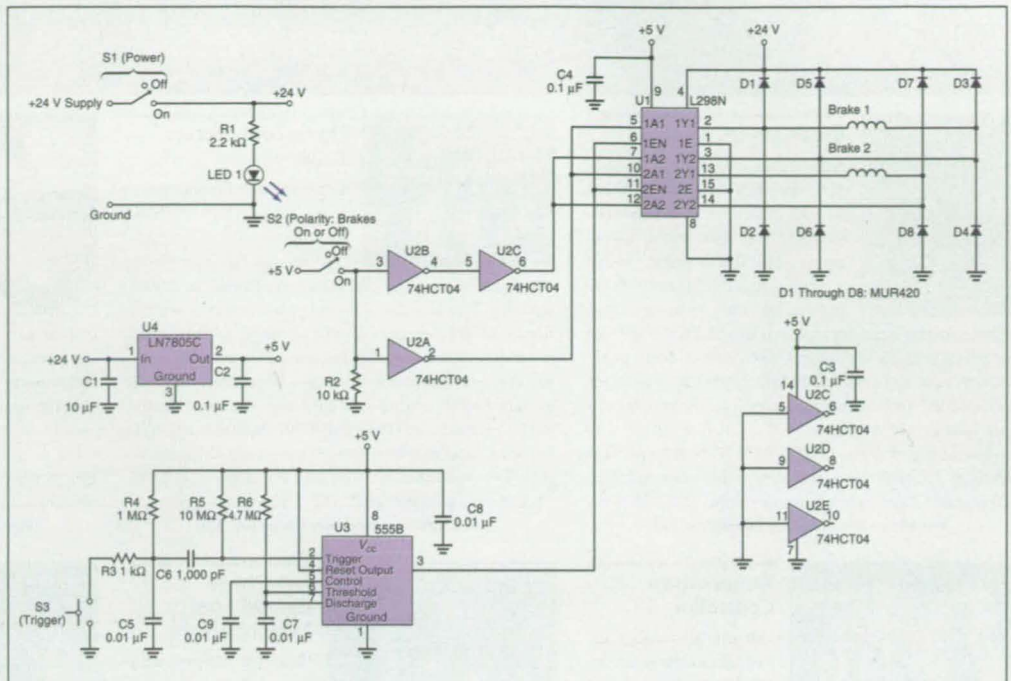 S1 (Power)
Off
+24 V Supply
On
+24 V
R1
2.2 kΩ
LED 1
Ground
S2 (Polarity: Brakes
On or Off)
Off
+5 V
On
U2B
3
4
74HCT04
U2C
5
6
74HCT04
U2A
1
2
74HCT04
R2
10 kΩ
+5 V
C4
0.1 µF
9
4
U1
L298N
5
6
7
10
11
12
1A1
1EN
1A2
2A1
2EN
2A2
1Y1
1E
1Y2
2Y1
2E
2Y2
2
1
3
13
15
14
8
+24 V
D1
D5
D7
D3
Brake 1
Brake 2
D2
D6
D8
D4
D1 Through D8: MUR420
U4
LN7805C
+24 V
1
In
Out
2
+5 V
Ground
3
C1
10 µF
C2
0.1 µF
+5 V
C3
0.1 µF
14
U2C
5
6
74HCT04
U2D
9
8
74HCT04
U2E
11
10
7
74HCT04
+5 V
R4
1 MΩ
R5
10 MΩ
R6
4.7 MΩ
C8
0.01 µF
U3
8
555B
VCC
2
Trigger
4
Reset Output
3
5
Control
6
Threshold
7
Discharge
Ground
1
R3 1 kΩ
C6 1,000 pF
S3
(Trigger)
C5
0.01 µF
C9
0.01 µF
C7
0.01 µF